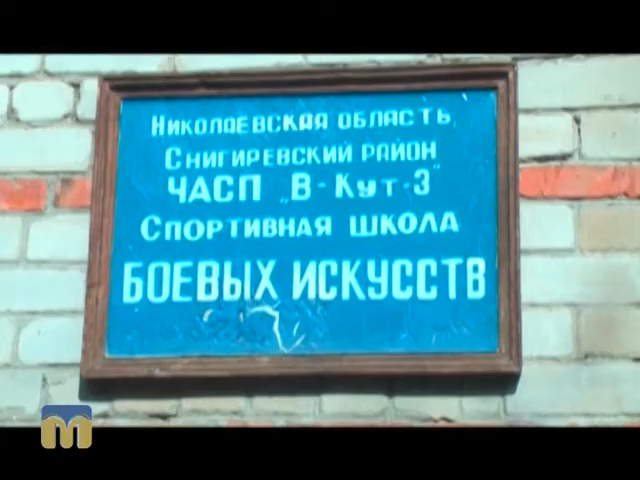 Николаевская область
Снигиревский район
ЧАСП „В-Кут-3"
Спортивная школа
БОЕВЫХ ИСКУССТВ
m